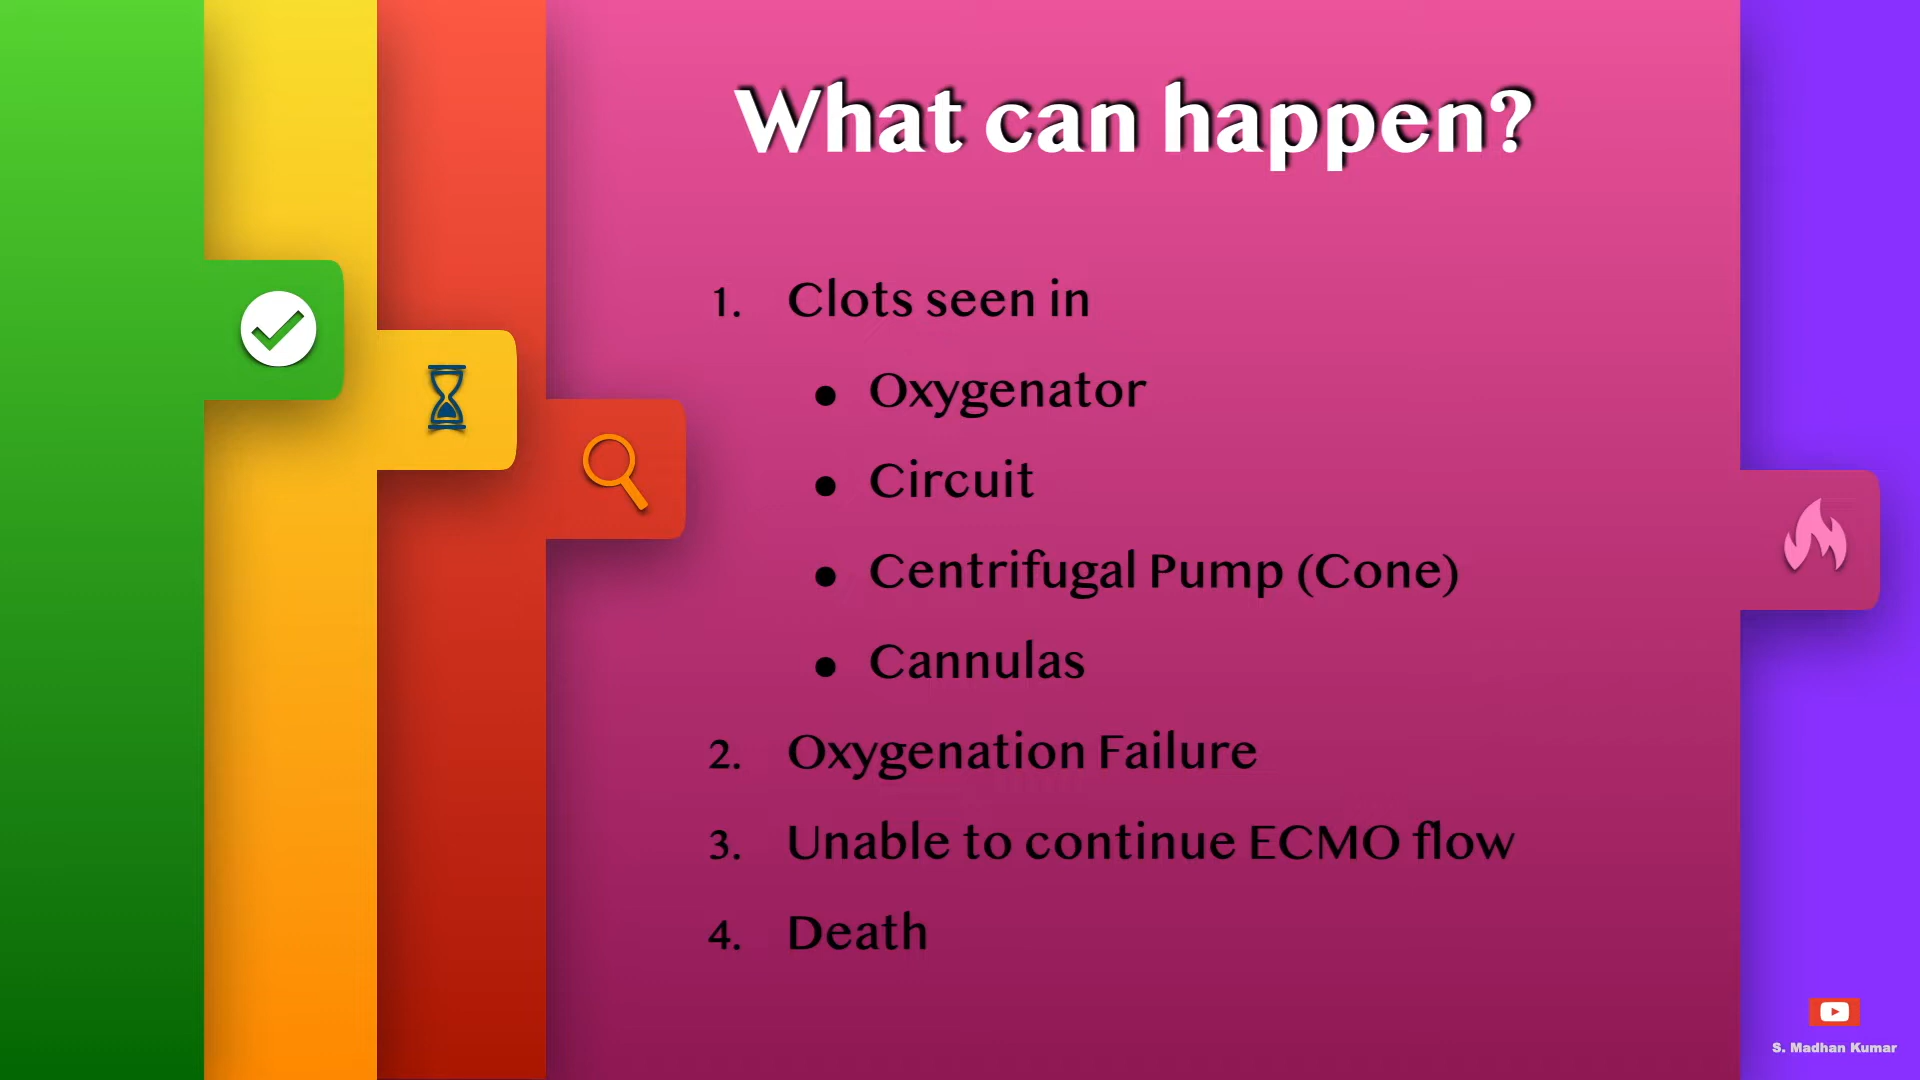 What can happen?
1. Clots seen in
● Oxygenator
● Circuit
● Centrifugal Pump (Cone)
● Cannulas
2. Oxygenation Failure
3. Unable to continue ECMO flow
4. Death
S. Madhan Kumar